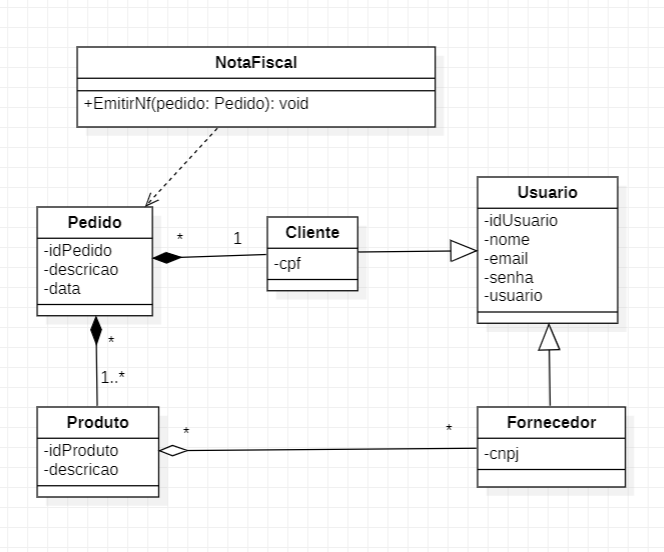 NotaFiscal
+EmitirNf(pedido: Pedido): void
Pedido
-idPedido
-descricao
-data
*
1
Cliente
-cpf
Usuario
-idUsuario
-nome
-email
-senha
-usuario
*
1..*
Produto
-idProduto
-descricao
*
*
Fornecedor
-cnpj